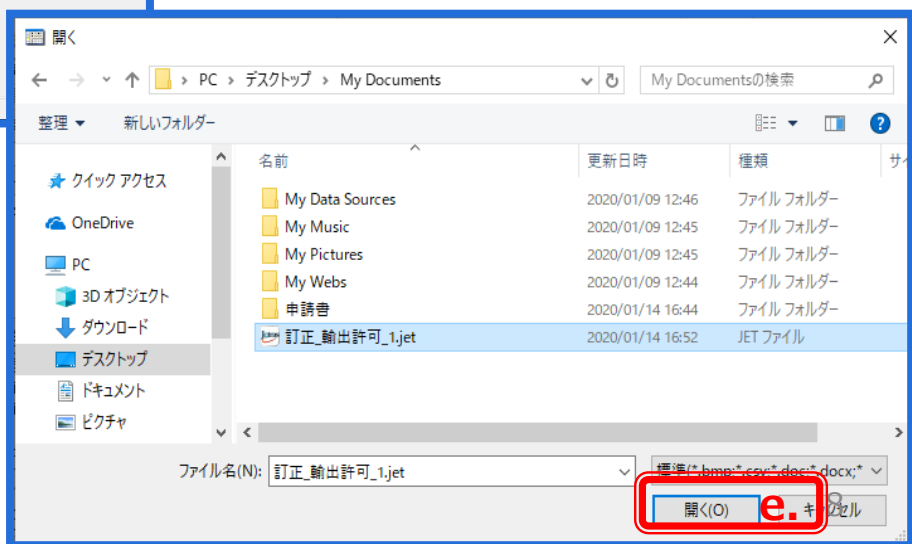 開く
PC › デスクトップ › My Documents
My Documentsの検索
整理 ▼ 新しいフォルダー
名前 更新日時 種類
クイック アクセス
OneDrive
PC
3D オブジェクト
ダウンロード
デスクトップ
ドキュメント
ピクチャ
My Data Sources 2020/01/09 12:46 ファイル フォルダー
My Music 2020/01/09 12:45 ファイル フォルダー
My Pictures 2020/01/09 12:45 ファイル フォルダー
My Webs 2020/01/09 12:44 ファイル フォルダー
申請書 2020/01/14 16:44 ファイル フォルダー
訂正_輸出許可_1.jet 2020/01/14 16:52 JET ファイル
ファイル名(N): 訂正_輸出許可_1.jet
標準(*.bmp;*.csv;*.doc;*.docx;*
開く(O) e. 8